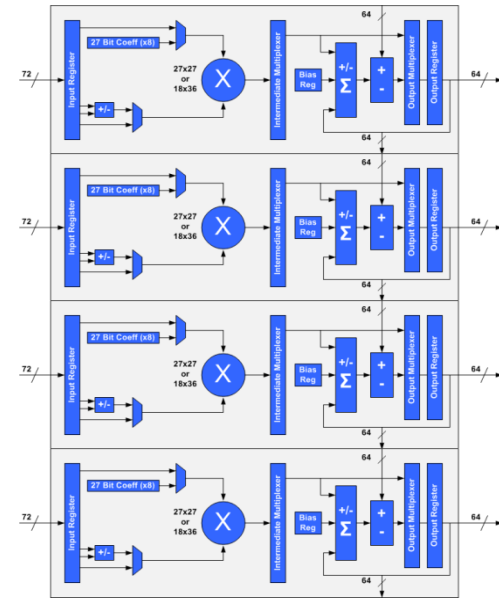 64
72
Input Register
27 Bit Coeff (x8)
+/-
27x27
or
18x36
X
Intermediate Multiplexer
Bias
Reg
+/-
Σ
+
-
Output Multiplexer
Output Register
64
64
64
72
Input Register
27 Bit Coeff (x8)
+/-
27x27
or
18x36
X
Intermediate Multiplexer
Bias
Reg
+/-
Σ
+
-
Output Multiplexer
Output Register
64
64
64
72
Input Register
27 Bit Coeff (x8)
+/-
27x27
or
18x36
X
Intermediate Multiplexer
Bias
Reg
+/-
Σ
+
-
Output Multiplexer
Output Register
64
64
64
72
Input Register
27 Bit Coeff (x8)
+/-
27x27
or
18x36
X
Intermediate Multiplexer
Bias
Reg
+/-
Σ
+
-
Output Multiplexer
Output Register
64
64